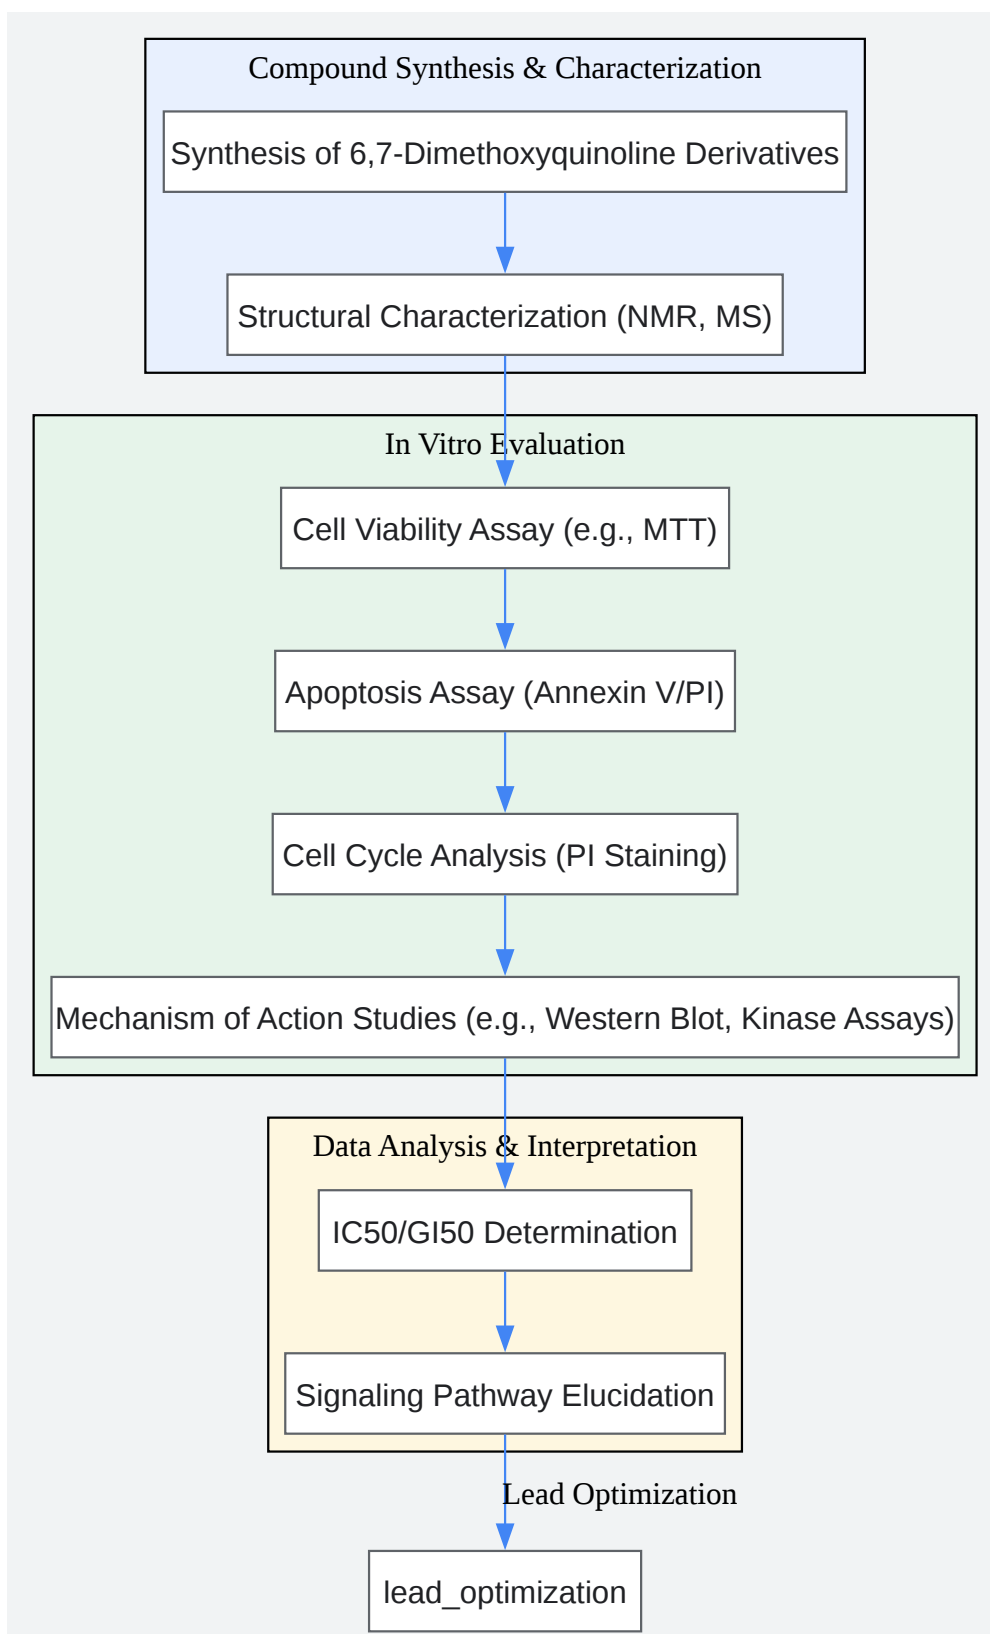 Compound Synthesis & Characterization
Synthesis of 6,7-Dimethoxyquinoline Derivatives
Structural Characterization (NMR, MS)
In Vitro Evaluation
Cell Viability Assay (e.g., MTT)
Apoptosis Assay (Annexin V/PI)
Cell Cycle Analysis (PI Staining)
Mechanism of Action Studies (e.g., Western Blot, Kinase Assays)
Data Analysis & Interpretation
IC50/GI50 Determination
Signaling Pathway Elucidation
Lead Optimization
lead_optimization